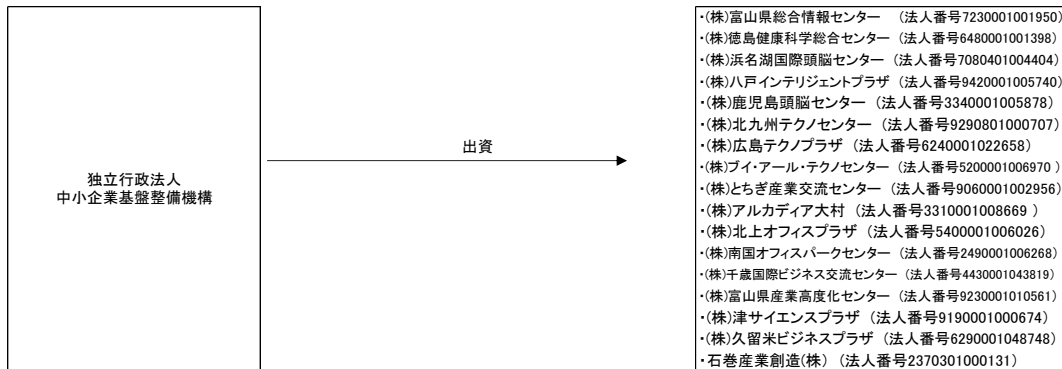 独立行政法人
中小企業基盤整備機構
出資
・(株)富山県総合情報センター （法人番号7230001001950）
・(株)徳島健康科学総合センター （法人番号6480001001398）
・(株)浜名湖国際頭脳センター （法人番号7080401004404）
・(株)八戸インテリジェントプラザ （法人番号9420001005740）
・(株)鹿児島頭脳センター （法人番号3340001005878）
・(株)北九州テクノセンター （法人番号9290801000707）
・(株)広島テクノプラザ （法人番号6240001022658）
・(株)ブイ・アール・テクノセンター （法人番号5200001006970 ）
・(株)とちぎ産業交流センター （法人番号9060001002956）
・(株)アルカディア大村 （法人番号3310001008669 ）
・(株)北上オフィスプラザ （法人番号5400001006026）
・(株)南国オフィスパークセンター （法人番号2490001006268）
・(株)千歳国際ビジネス交流センター （法人番号4430001043819）
・(株)富山県産業高度化センター （法人番号9230001010561）
・(株)津サイエンスプラザ （法人番号9190001000674）
・(株)久留米ビジネスプラザ （法人番号6290001048748）
・石巻産業創造(株) （法人番号2370301000131）